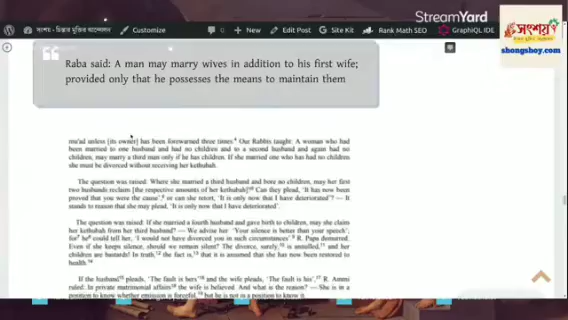 StreamYard
সংশয় - চিন্তার মুক্তির আন্দোলন
Customize
0
New
Edit Post
Site Kit
Rank Math SEO
GraphiQL IDE
সংশয়
shongshoy.com
Raba said: A man may marry wives in addition to his first wife;
provided only that he possesses the means to maintain them
mu'ad unless [its owner] has been forewarned three times.⁴ Our Rabbis taught: A woman who had
been married to one husband and had no children and to a second husband and again had no
children, may marry a third man only if he has children. If she married one who has had no children
she must be divorced without receiving her kethubah.
The question was raised: Where she married a third husband and bore no children, may her first
two husbands reclaim [the respective amounts of her kethubah]? Can they plead, 'It has now been
proved that you were the cause', or can she retort, 'It is only now that I have deteriorated'? — It
stands to reason that she may plead, 'It is only now that I have deteriorated'.
The question was raised: If she married a fourth husband and gave birth to children, may she claim
her kethubah from her third husband? — We advise her 'Your silence is better than your speech';
for he could tell her, 'I would not have divorced you in such circumstances'. R. Papa demurred.
Even if she keeps silence, should we remain silent? The divorce, surely, is annulled, and her
children are bastards! In truth, the fact is, that it is assumed that she has now been restored to
health.
If the husband pleads, 'The fault is hers' and the wife pleads, 'The fault is his', R. Ammi
ruled: In private matrimonial affairs the wife is believed. And what is the reason? — She is in a
position to know whether emission is forceful, but he is not in a position to know it.